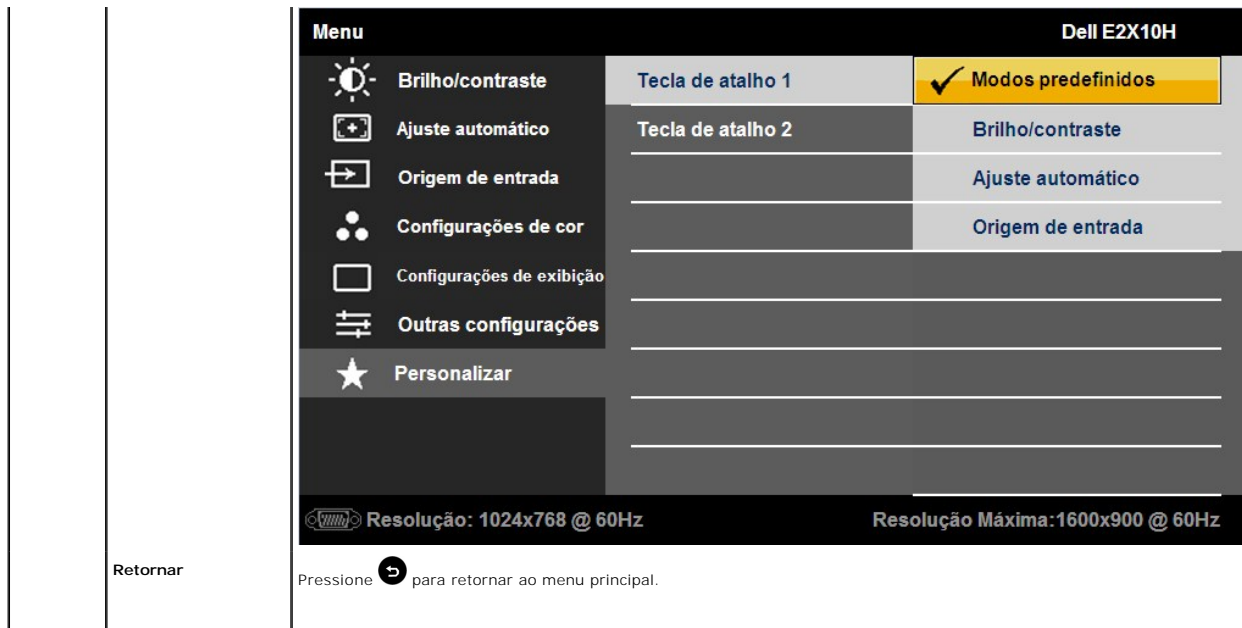 Menu Dell E2X10H
Brilho/contraste Tecla de atalho 1 Modos predefinidos
Ajuste automático Tecla de atalho 2 Brilho/contraste
Origem de entrada Ajuste automático
Configurações de cor Origem de entrada
Configurações de exibição
Outras configurações
Personalizar
Resolução: 1024x768 @ 60Hz Resolução Máxima:1600x900 @ 60Hz
Retornar Pressione para retornar ao menu principal.